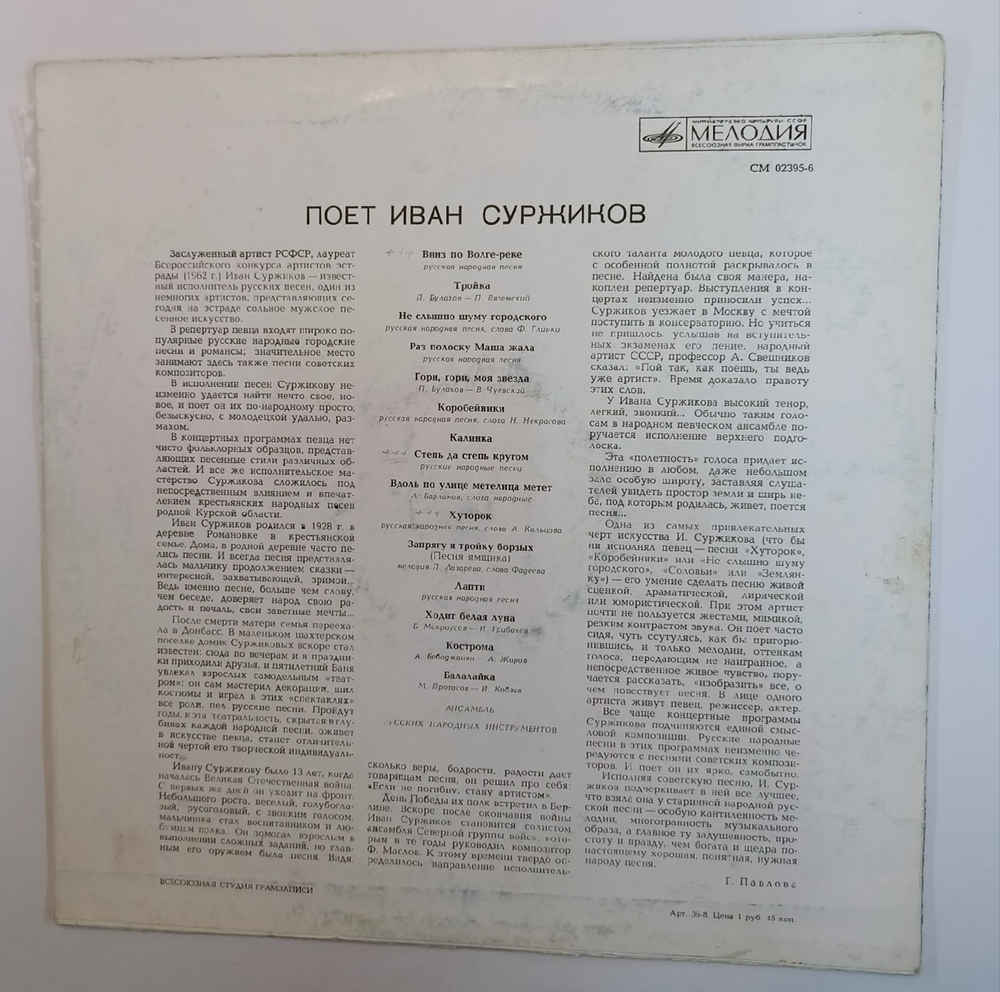 МИНИСТЕРСТВО КУЛЬТУРЫ СССР
МЕЛОДИЯ
ВСЕСОЮЗНАЯ ФИРМА ГРАМПЛАСТИНОК
СМ 02395-6
ПОЕТ ИВАН СУРЖИКОВ
Заслуженный артист РСФСР, лауреат
Всероссийского конкурса артистов эст-
рады (1962 г.) Иван Суржиков — извест-
ный исполнитель русских песен, один из
немногих артистов, представляющих се-
годня на эстраде сольное мужское пе-
сенное искусство.
В репертуар певца входят широко по-
пулярные русские народные городские
песни и романсы; значительное место
занимают здесь также песни советских
композиторов.
В исполнении песен Суржикову не-
изменно удается найти нечто свое, но-
вое, и поет он их по-народному просто,
безыскусно, с молодецкой удалью, раз-
махом.
В концертных программах певца нет
чисто фольклорных образцов, представ-
ляющих песенные стили различных об-
ластей. И все же исполнительское ма-
стерство Суржикова сложилось под
непосредственным влиянием и впечат-
лением крестьянских народных песен
родной Курской области.
Иван Суржиков родился в 1928 г. в
деревне Романовке в крестьянской
семье. Дома, в родной деревне часто пе-
лись песни. И всегда песня представля-
лась мальчику продолжением сказки —
интересной, захватывающей, зримой...
Ведь именно песне, больше чем слову,
чем беседе, доверяет народ свою ра-
дость и печаль, свои заветные мечты...
После смерти матери семья перееха-
ла в Донбасс. В маленьком шахтерском
поселке домик Суржиковых вскоре стал
известен: сюда по вечерам и в праздни-
ки приходили друзья, и пятилетний Ваня
увлекал взрослых самодельным «теат-
ром»: он сам мастерил декорации, шил
костюмы и играл в этих «спектаклях»
все роли, пел русские песни. Пройдут
годы, и эта театральность, скрытая в глу-
бинах каждой народной песни, оживет
в искусстве певца, станет отличитель-
ной чертой его творческой индивидуаль-
ности.
Ивану Суржикову было 13 лет, когда
началась Великая Отечественная война.
С первых же дней он уходит на фронт.
Небольшого роста, веселый, голубогла-
зый, русоголовый, с звонким голосом,
мальчишка стал воспитанником и лю-
бимцем полка. Он помогал взрослым в
выполнении сложных заданий, но глав-
ным его оружием была песня. Видя,
Вниз по Волге-реке
русская народная песня
Тройка
П. Булахов — П. Вяземский
Не слышно шуму городского
русская народная песня, слова Ф. Глинки
Раз полоску Маша жала
русская народная песня
Гори, гори, моя звезда
П. Булахов — В. Чуевский
Коробейники
русская народная песня, слова Н. Некрасова
Калинка
Степь да степь кругом
русские народные песни
Вдоль по улице метелица метет
А. Варламов, слова народные
Хуторок
русская народная песня, слова А. Кольцова
Запрягу я тройку борзых
(Песня ямщика)
мелодия П. Лазарева, слова Фадеева
Лапти
русская народная песня
Ходит белая луна
Б. Мокроусов — Н. Грибачев
Кострома
А. Бабаджанян — А. Жаров
Балалайка
М. Протасов — И. Кобзев
АНСАМБЛЬ
РУССКИХ НАРОДНЫХ ИНСТРУМЕНТОВ
сколько веры, бодрости, радости дает
товарищам песня, он решил про себя:
«Если не погибну, стану артистом».
День Победы их полк встретил в Бер-
лине. Вскоре после окончания войны
Иван Суржиков становится солистом
ансамбля Северной группы войск, кото-
рым в те годы руководил композитор
Ф. Маслов. К этому времени твердо оп-
ределилось направление исполнитель-
ского таланта молодого певца, которое
с особенной полнотой раскрывалось в
песне. Найдена была своя манера, на-
коплен репертуар. Выступления в кон-
цертах неизменно приносили успех...
Суржиков уезжает в Москву с мечтой
поступить в консерваторию. Но учиться
не пришлось, услышав на вступитель-
ных экзаменах его пение, народный
артист СССР, профессор А. Свешников
сказал: «Пой так, как поёшь, ты ведь
уже артист». Время доказало правоту
этих слов.
У Ивана Суржикова высокий тенор,
легкий, звонкий... Обычно таким голо-
сам в народном певческом ансамбле по-
ручается исполнение верхнего подго-
лоска.
Эта «полетность» голоса придает ис-
полнению в любом, даже небольшом
зале особую широту, заставляя слуша-
телей увидеть простор земли и ширь не-
ба, под которым родилась, живет, поется
песня...
Одна из самых привлекательных
черт искусства И. Суржикова (что бы
ни исполнял певец — песни «Хуторок»,
«Коробейники» или «Не слышно шуму
городского», «Соловьи» или «Землян-
ку») — его умение сделать песню живой
сценкой, драматической, лирической
или юмористической. При этом артист
почти не пользуется жестами, мимикой,
резким контрастом звука. Он поет часто
сидя, чуть ссутулясь, как бы пригорю-
нившись, и только мелодии, оттенкам
голоса, передающим не наигранное, а
непосредственное живое чувство, пору-
чается рассказать, «изобразить» все, о
чем повествует песня. В лице одного
артиста живут певец, режиссер, актер.
Все чаще концертные программы
Суржикова подчиняются единой смыс-
ловой композиции. Русские народные
песни в этих программах неизменно че-
редуются с песнями советских компози-
торов. И поет он их ярко, самобытно.
Исполняя советскую песню, И. Сур-
жиков подчеркивает в ней все лучшее,
что взяла она у старинной народной рус-
ской песни — особую кантиленность ме-
лодии, многогранность музыкального
образа, а главное ту задушевность, про-
стоту и правду, чем богата и щедра по-
настоящему хорошая, понятная, нужная
народу песня.
Г. Павлова
ВСЕСОЮЗНАЯ СТУДИЯ ГРАМЗАПИСИ
Арт. 36-8. Цена 1 руб. 45 коп.